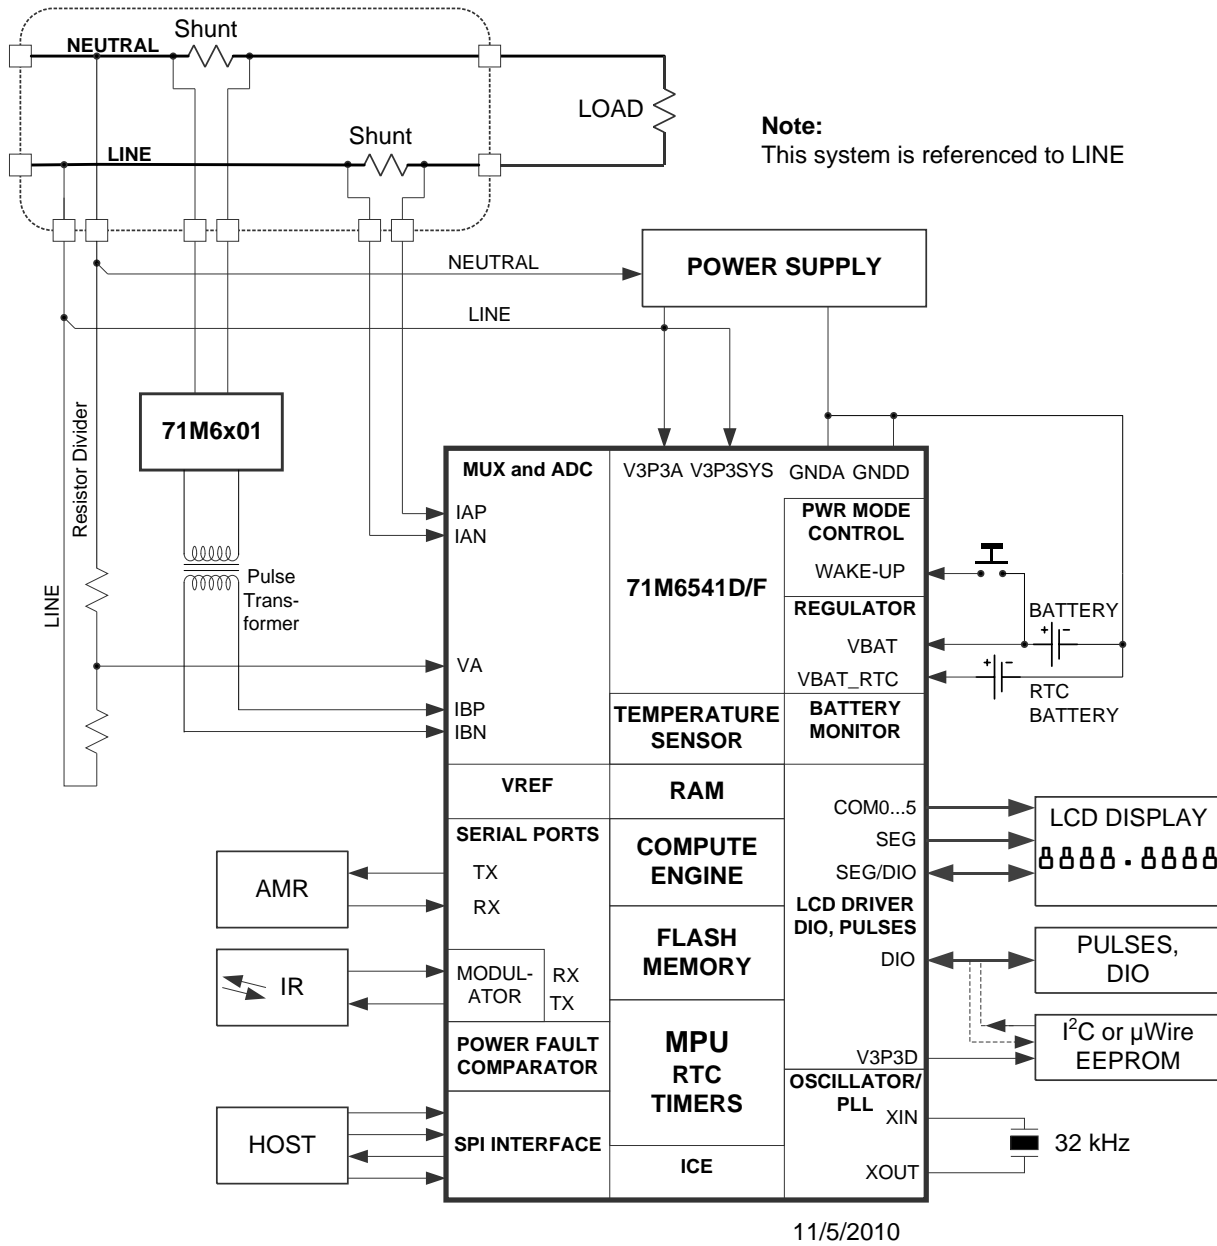 Shunt
NEUTRAL
LOAD
Note:
This system is referenced to LINE
Shunt
LINE
NEUTRAL
POWER SUPPLY
LINE
Resistor Divider
71M6x01
LINE
Pulse
Trans-
former
MUX and ADC
V3P3A V3P3SYS
GNDA GNDD
IAP
IAN
PWR MODE
CONTROL
WAKE-UP
71M6541D/F
REGULATOR
BATTERY
VBAT
VA
VBAT_RTC
RTC
BATTERY
IBP
IBN
TEMPERATURE
SENSOR
BATTERY
MONITOR
VREF
RAM
COM0...5
LCD DISPLAY
SERIAL PORTS
COMPUTE
ENGINE
SEG
8888.8888
TX
SEG/DIO
AMR
RX
LCD DRIVER
DIO, PULSES
FLASH
MEMORY
DIO
PULSES,
DIO
IR
MODUL-
ATOR
RX
TX
MPU
RTC
TIMERS
I²C or µWire
EEPROM
POWER FAULT
COMPARATOR
V3P3D
OSCILLATOR/
PLL
XIN
HOST
SPI INTERFACE
32 kHz
ICE
XOUT
11/5/2010